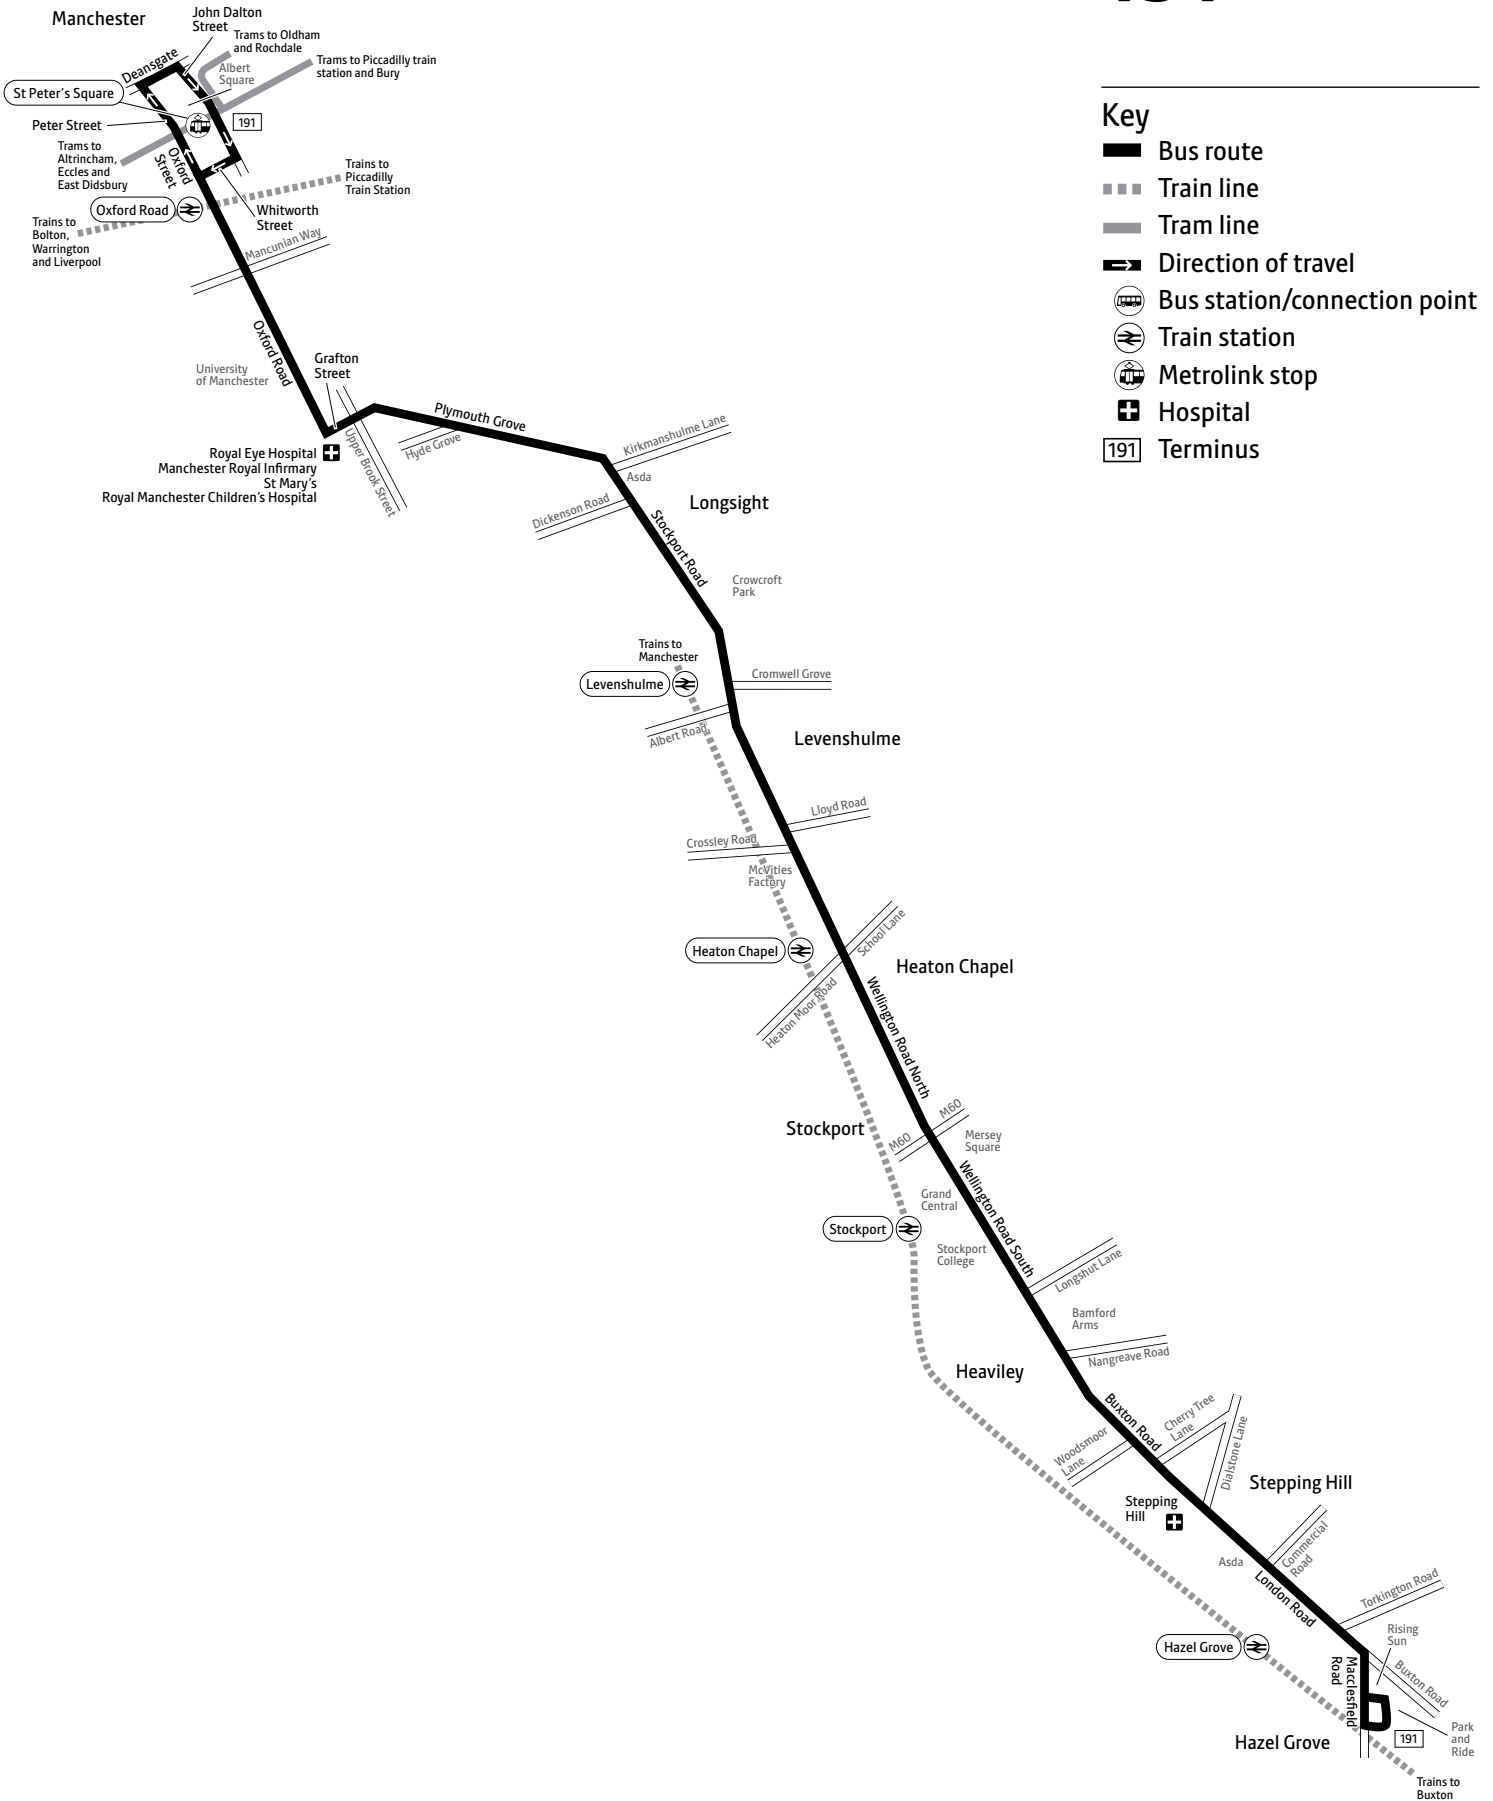 Manchester
John Dalton
Street
Trams to Oldham
and Rochdale
Deansgate
Albert
Square
Trams to Piccadilly train
station and Bury
St Peter's Square
Peter Street
191
Trams to
Altrincham,
Eccles and
East Didsbury
Oxford
Street
Trains to
Piccadilly
Train Station
Oxford Road
Whitworth
Street
Trains to
Bolton,
Warrington
and Liverpool
Mancunian Way
Oxford Road
University
of Manchester
Grafton
Street
Plymouth Grove
Hyde Grove
Upper Brook Street
Royal Eye Hospital
Manchester Royal Infirmary
St Mary's
Royal Manchester Children's Hospital
Kirkmanshulme Lane
Asda
Dickenson Road
Longsight
Stockport Road
Crowcroft
Park
Trains to
Manchester
Levenshulme
Cromwell Grove
Albert Road
Levenshulme
Lloyd Road
Crossley Road
McVities
Factory
School Lane
Heaton Chapel
Heaton Chapel
Heaton Moor Road
Wellington Road North
M60
M60
Stockport
Mersey
Square
Wellington Road South
Grand
Central
Stockport
Stockport
College
Longshut Lane
Bamford
Arms
Nangreave Road
Heaviley
Buxton Road
Cherry Tree
Lane
Woodsmoor
Lane
Dialstone Lane
Stepping Hill
Stepping
Hill
Commercial
Road
Asda
London Road
Torkington Road
Rising
Sun
Hazel Grove
Macclesfield
Road
Buxton Road
Park
and
Ride
Hazel Grove
191
Trains to
Buxton
Key
Bus route
Train line
Tram line
Direction of travel
Bus station/connection point
Train station
Metrolink stop
Hospital
191 Terminus